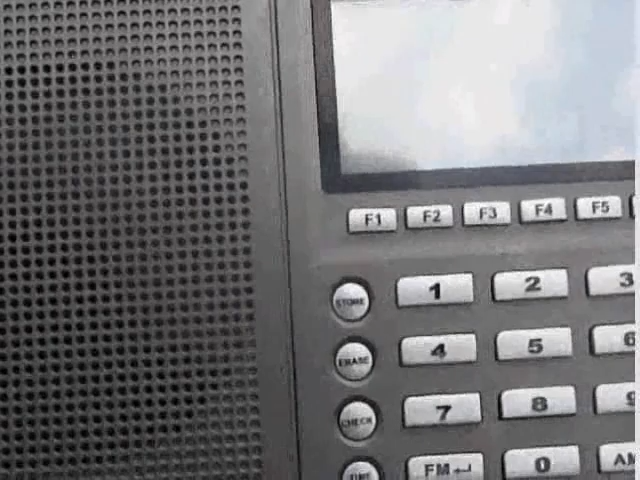 F1 F2 F3 F4 F5
STORE 1 2 3
ERASE 4 5 6
CHECK 7 8 9
FM 0 AM